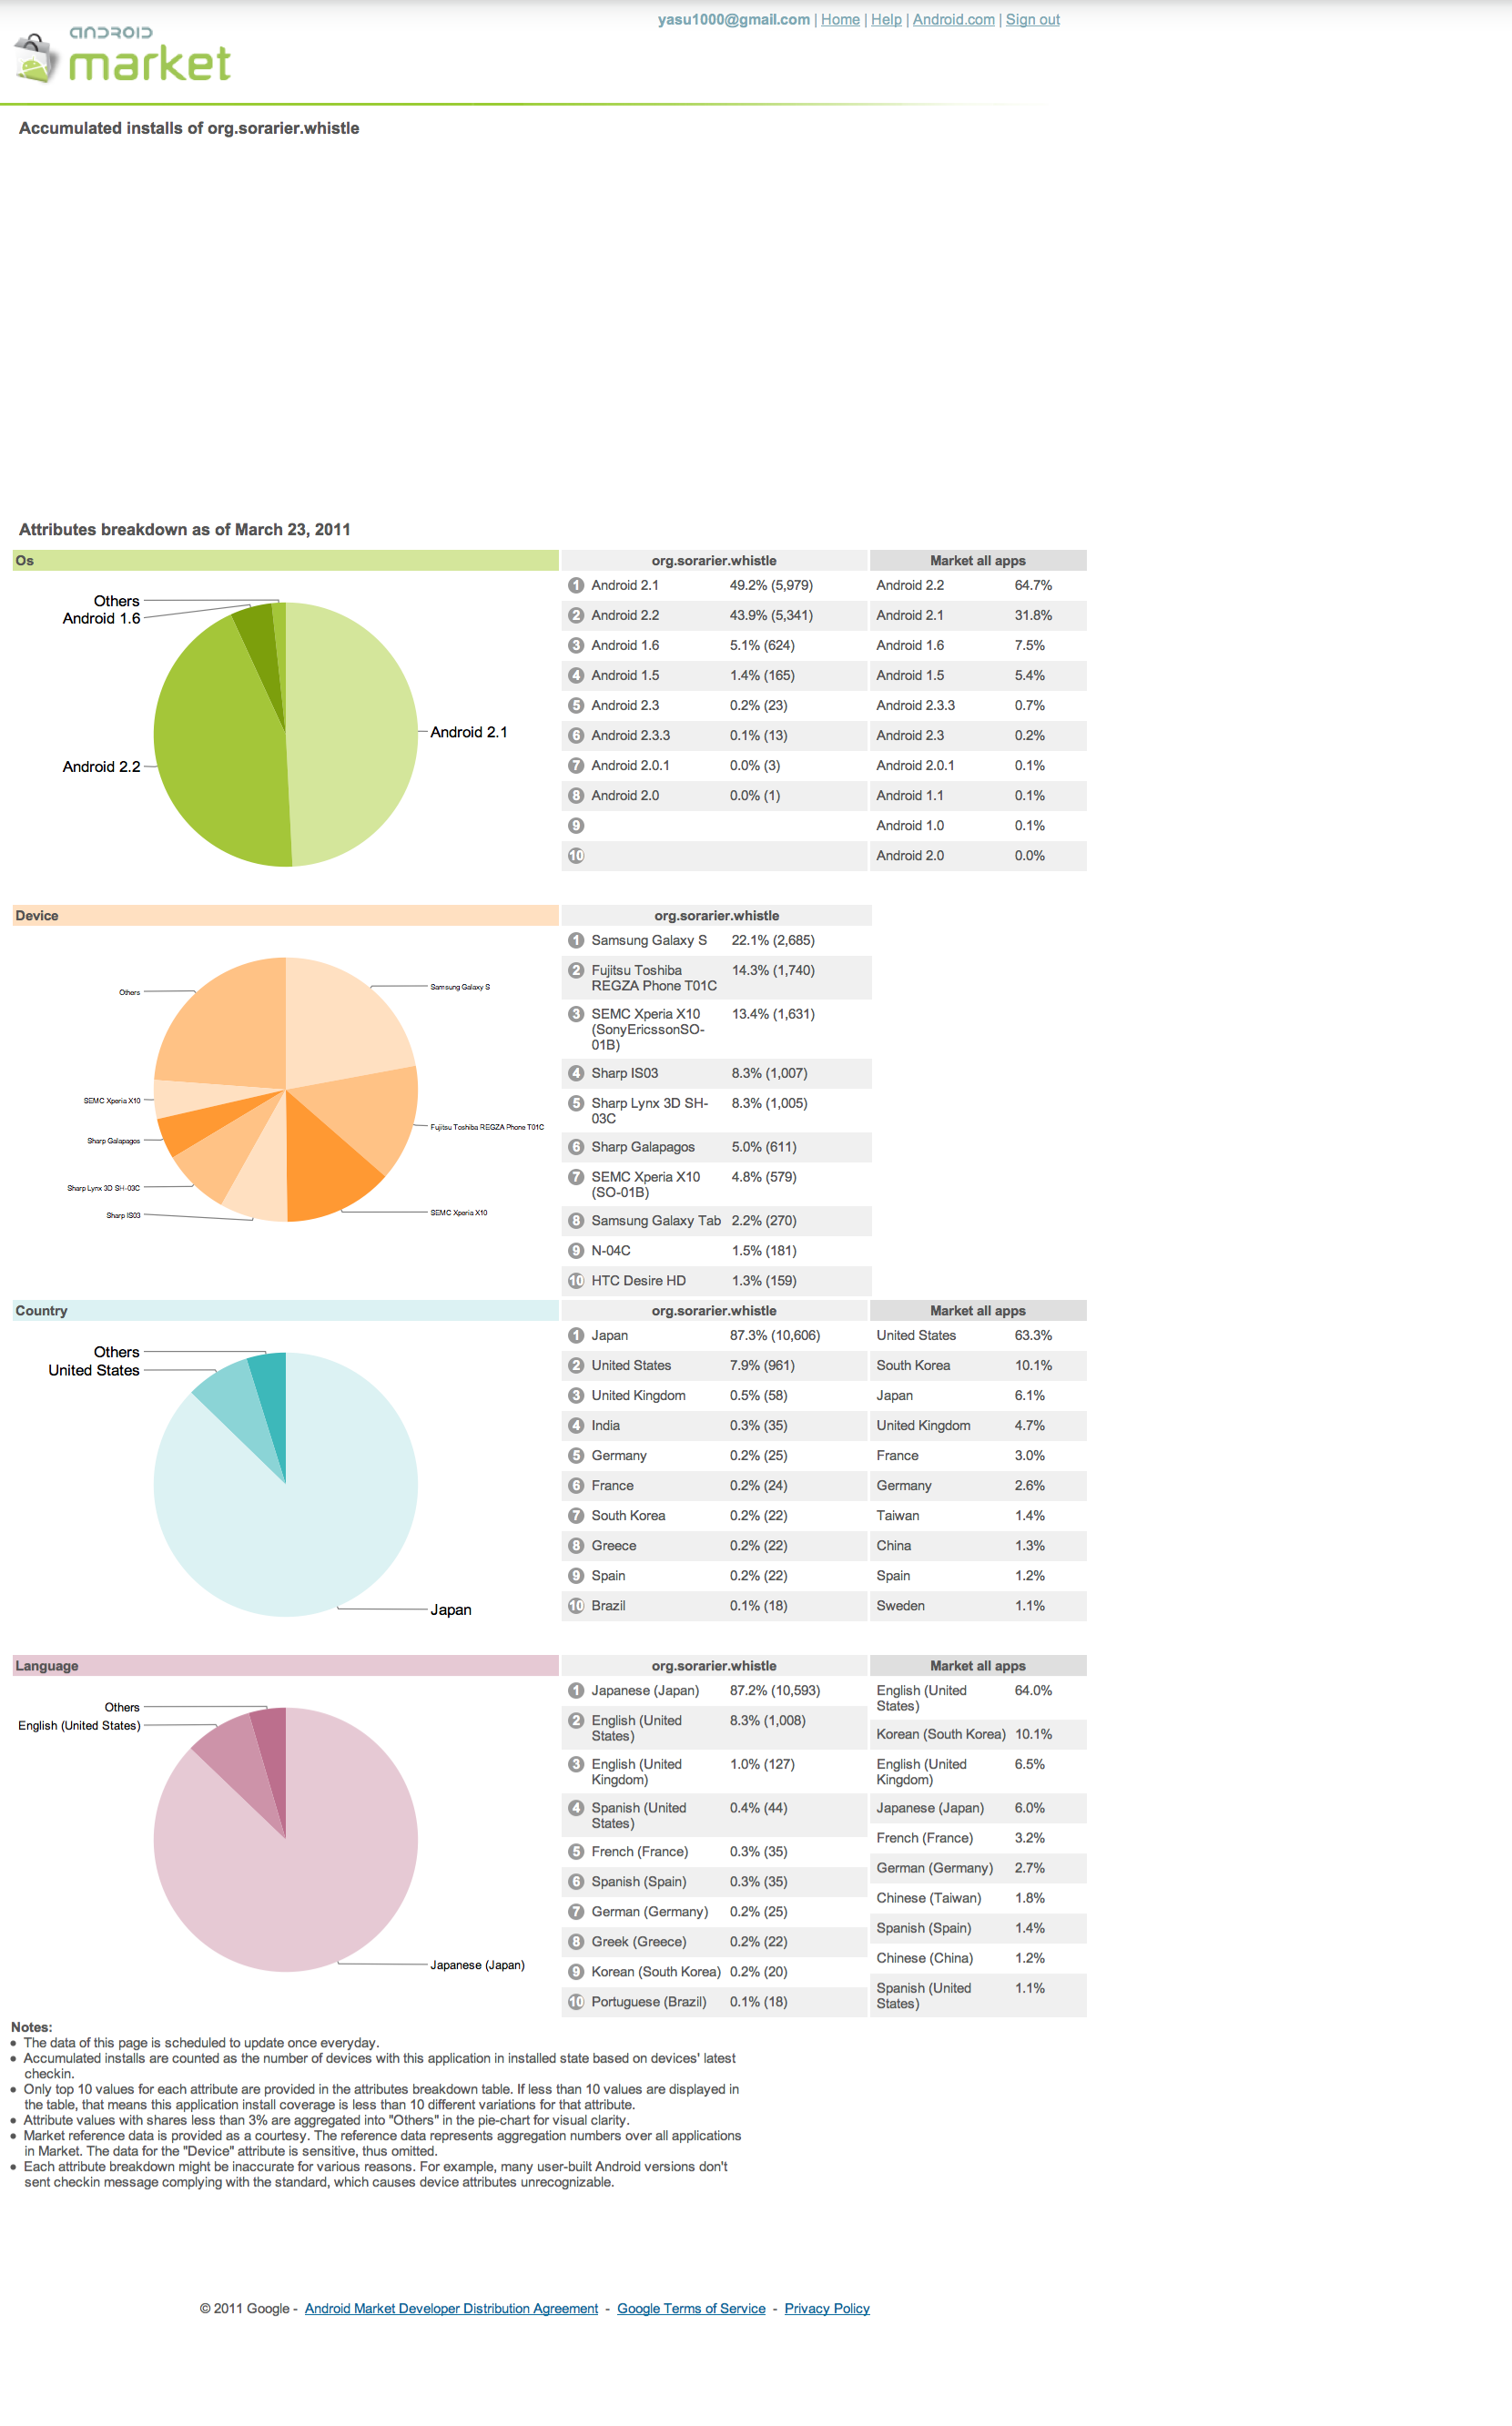 yasu1000@gmail.com | Home | Help | Android.com | Sign out
android
market
Accumulated installs of org.sorarier.whistle
Attributes breakdown as of March 23, 2011
Os
Others
Android 1.6
Android 2.2
Android 2.1
org.sorarier.whistle
Market all apps
1 Android 2.1 49.2% (5,979) Android 2.2 64.7%
2 Android 2.2 43.9% (5,341) Android 2.1 31.8%
3 Android 1.6 5.1% (624) Android 1.6 7.5%
4 Android 1.5 1.4% (165) Android 1.5 5.4%
5 Android 2.3 0.2% (23) Android 2.3.3 0.7%
6 Android 2.3.3 0.1% (13) Android 2.3 0.2%
7 Android 2.0.1 0.0% (3) Android 2.0.1 0.1%
8 Android 2.0 0.0% (1) Android 1.1 0.1%
9 Android 1.0 0.1%
10 Android 2.0 0.0%
Device
Others
SEMC Xperia X10
Sharp Galapagos
Sharp Lynx 3D SH-03C
Sharp IS03
Samsung Galaxy S
Fujitsu Toshiba REGZA Phone T01C
SEMC Xperia X10
org.sorarier.whistle
1 Samsung Galaxy S 22.1% (2,685)
2 Fujitsu Toshiba 14.3% (1,740)
REGZA Phone T01C
3 SEMC Xperia X10 13.4% (1,631)
(SonyEricssonSO-
01B)
4 Sharp IS03 8.3% (1,007)
5 Sharp Lynx 3D SH- 8.3% (1,005)
03C
6 Sharp Galapagos 5.0% (611)
7 SEMC Xperia X10 4.8% (579)
(SO-01B)
8 Samsung Galaxy Tab 2.2% (270)
9 N-04C 1.5% (181)
10 HTC Desire HD 1.3% (159)
Country
Others
United States
Japan
org.sorarier.whistle
Market all apps
1 Japan 87.3% (10,606) United States 63.3%
2 United States 7.9% (961) South Korea 10.1%
3 United Kingdom 0.5% (58) Japan 6.1%
4 India 0.3% (35) United Kingdom 4.7%
5 Germany 0.2% (25) France 3.0%
6 France 0.2% (24) Germany 2.6%
7 South Korea 0.2% (22) Taiwan 1.4%
8 Greece 0.2% (22) China 1.3%
9 Spain 0.2% (22) Spain 1.2%
10 Brazil 0.1% (18) Sweden 1.1%
Language
Others
English (United States)
Japanese (Japan)
org.sorarier.whistle
1 Japanese (Japan) 87.2% (10,593)
2 English (United 8.3% (1,008)
States)
3 English (United 1.0% (127)
Kingdom)
4 Spanish (United 0.4% (44)
States)
5 French (France) 0.3% (35)
6 Spanish (Spain) 0.3% (35)
7 German (Germany) 0.2% (25)
8 Greek (Greece) 0.2% (22)
9 Korean (South Korea) 0.2% (20)
10 Portuguese (Brazil) 0.1% (18)
Market all apps
English (United 64.0%
States)
Korean (South Korea) 10.1%
English (United 6.5%
Kingdom)
Japanese (Japan) 6.0%
French (France) 3.2%
German (Germany) 2.7%
Chinese (Taiwan) 1.8%
Spanish (Spain) 1.4%
Chinese (China) 1.2%
Spanish (United 1.1%
States)
Notes:
• The data of this page is scheduled to update once everyday.
• Accumulated installs are counted as the number of devices with this application in installed state based on devices' latest
checkin.
• Only top 10 values for each attribute are provided in the attributes breakdown table. If less than 10 values are displayed in
the table, that means this application install coverage is less than 10 different variations for that attribute.
• Attribute values with shares less than 3% are aggregated into "Others" in the pie-chart for visual clarity.
• Market reference data is provided as a courtesy. The reference data represents aggregation numbers over all applications
in Market. The data for the "Device" attribute is sensitive, thus omitted.
• Each attribute breakdown might be inaccurate for various reasons. For example, many user-built Android versions don't
sent checkin message complying with the standard, which causes device attributes unrecognizable.
© 2011 Google - Android Market Developer Distribution Agreement - Google Terms of Service - Privacy Policy